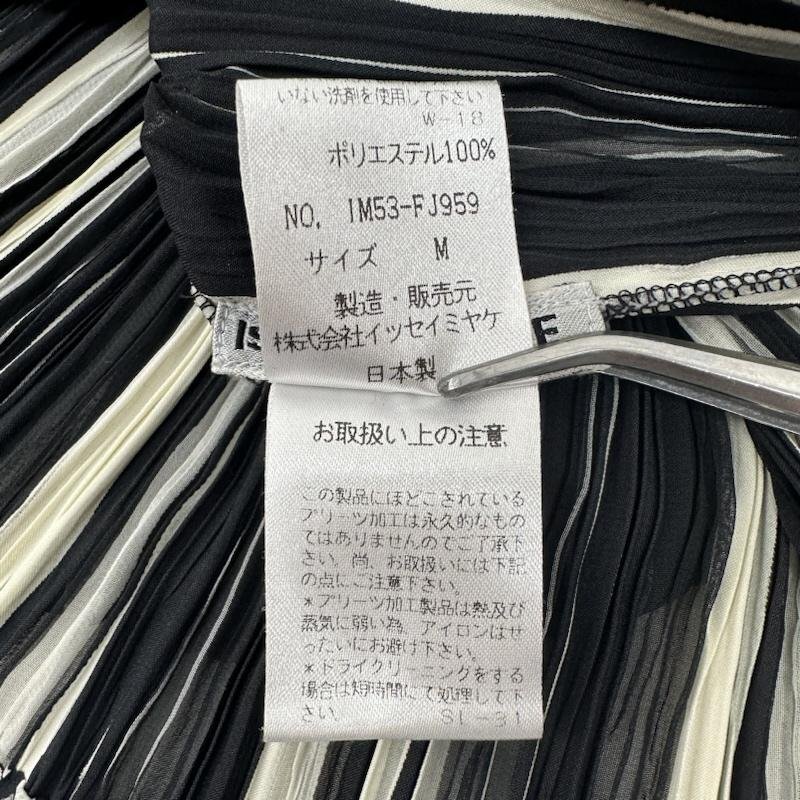 いない洗剤を使用して下さい
W-18
ポリエステル100%
NO. IM53-FJ959
サイズ M
製造・販売元
株式会社イッセイミヤケ
日本製
お取扱い上の注意
この製品にほどこされている
プリーツ加工は永久的なもの
ではありませんのでご了承下
さい。尚、お取扱いには下記
の点にご注意下さい。
*プリーツ加工製品は熱及び
蒸気に弱い為、アイロンはぜ
ったいにお避け下さい。
*ドライクリーニングをする
場合は短時間にて処理して下
さい。 SL-31